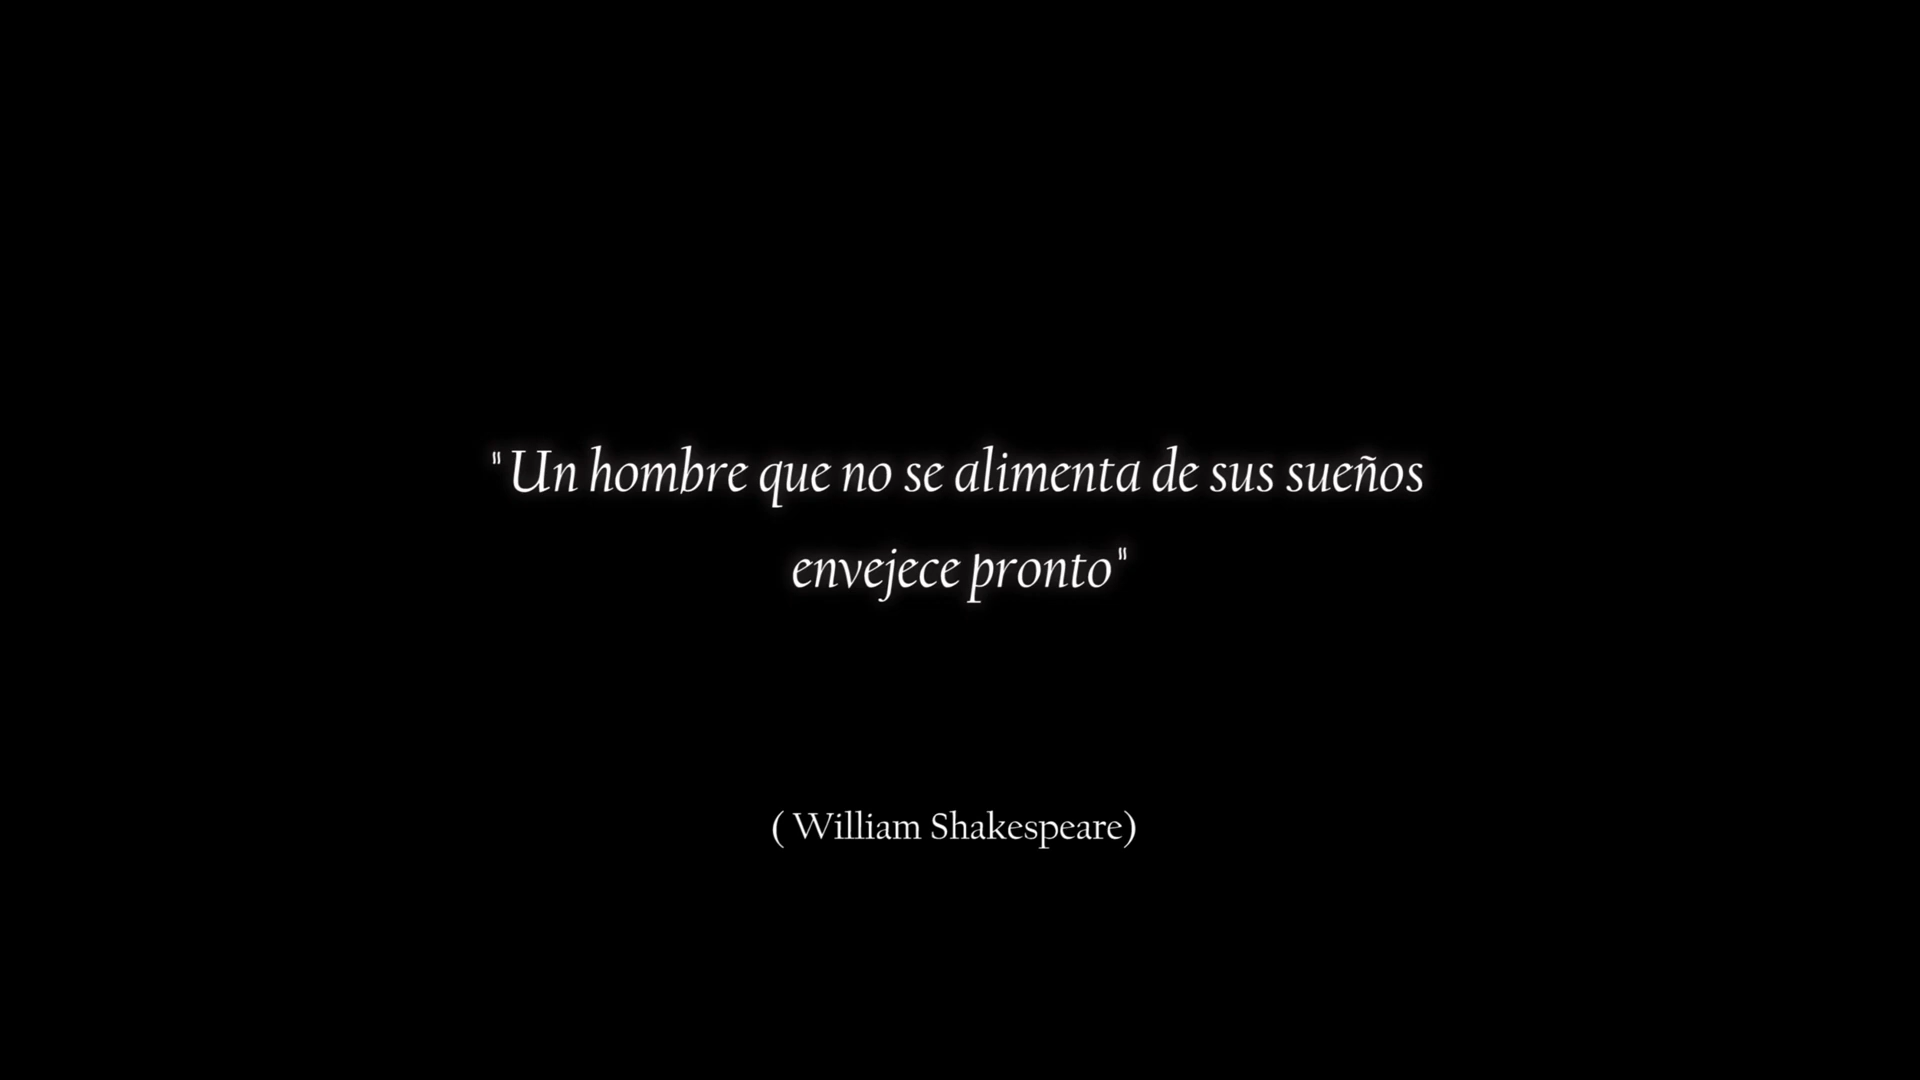 "Un hombre que no se alimenta de sus sueños
envejece pronto"
( William Shakespeare)